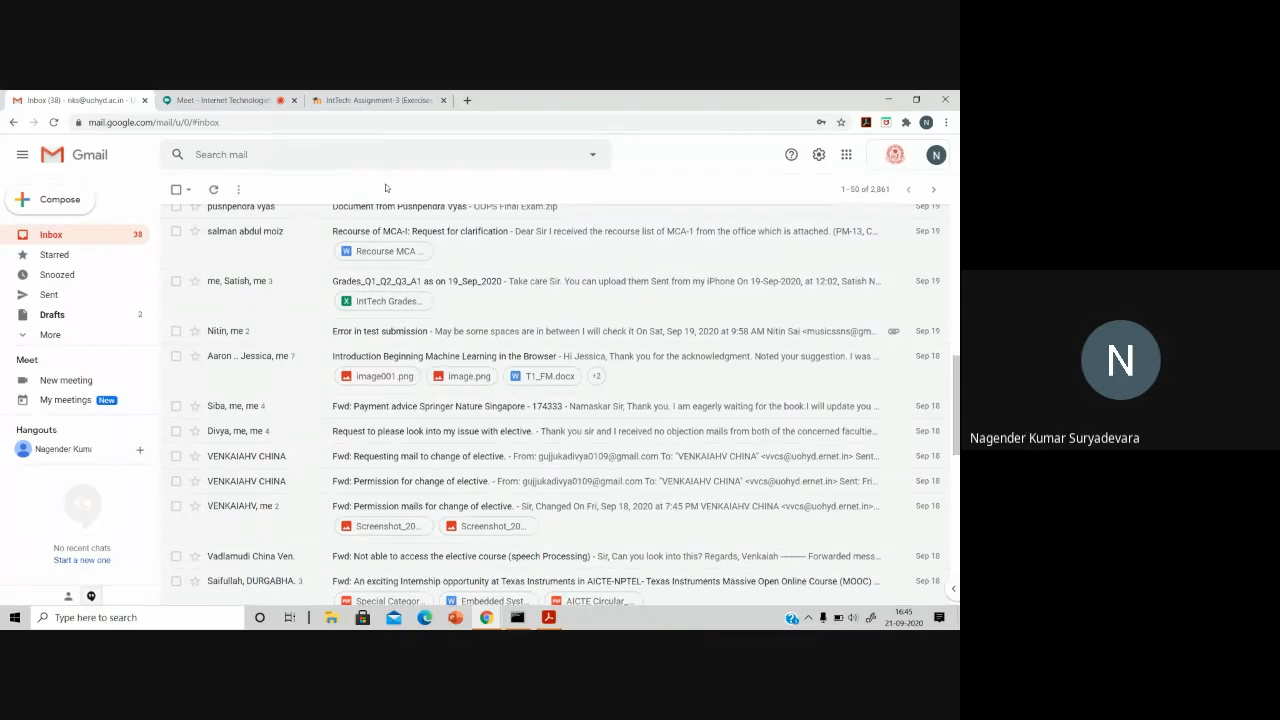 Inbox (38) - nks@uohyd.ac.in - U
Meet - Internet Technologie
IntTech: Assignment-3 (Exercise
mail.google.com/mail/u/0/#inbox
N
Gmail
Search mail
N
Compose
1–50 of 2,861
Inbox 38
Starred
Snoozed
Sent
Drafts 2
More
Meet
New meeting
My meetings New
Hangouts
Nagender Kum
No recent chats
Start a new one
pushpendra vyas Document from Pushpendra Vyas - OOPS Final Exam.zip Sep 19
salman abdul moiz Recourse of MCA-I: Request for clarification - Dear Sir I received the recourse list of MCA-1 from the office which is attached. (PM-13, C... Sep 19
W Recourse MCA ...
me, Satish, me 3 Grades_Q1_Q2_Q3_A1 as on 19_Sep_2020 - Take care Sir. You can upload them Sent from my iPhone On 19-Sep-2020, at 12:02, Satish N... Sep 19
X IntTech Grades...
Nitin, me 2 Error in test submission - May be some spaces are in between I will check it On Sat, Sep 19, 2020 at 9:58 AM Nitin Sai <musicssns@gm... Sep 19
Aaron .. Jessica, me 7 Introduction Beginning Machine Learning in the Browser - Hi Jessica, Thank you for the acknowledgment. Noted your suggestion. I was ... Sep 18
image001.png image.png W T1_FM.docx +2
Siba, me, me 4 Fwd: Payment advice Springer Nature Singapore - 174333 - Namaskar Sir, Thank you. I am eagerly waiting for the book.I will update you ... Sep 18
Divya, me, me 4 Request to please look into my issue with elective. - Thank you sir and I received no objection mails from both of the concerned facultie... Sep 18
VENKAIAHV CHINA Fwd: Requesting mail to change of elective. - From: gujjukadivya0109@gmail.com To: "VENKAIAHV CHINA" <vvcs@uohyd.ernet.in> Sent... Sep 18
VENKAIAHV CHINA Fwd: Permission for change of elective. - From: gujjukadivya0109@gmail.com To: "VENKAIAHV CHINA" <vvcs@uohyd.ernet.in> Sent: Fri... Sep 18
VENKAIAHV, me 2 Fwd: Permission mails for change of elective. - Sir, Changed On Fri, Sep 18, 2020 at 7:45 PM VENKAIAHV CHINA <vvcs@uohyd.ernet.in>... Sep 18
Screenshot_20... Screenshot_20...
Vadlamudi China Ven. Fwd: Not able to access the elective course (speech Processing) - Sir, Can you look into this? Regards, Venkaiah ---------- Forwarded mess... Sep 18
Saifullah, DURGABHA. 3 Fwd: An exciting Internship opportunity at Texas Instruments in AICTE-NPTEL- Texas Instruments Massive Open Online Course (MOOC) ... Sep 18
PDF Special Categor... W Embedded Syst... PDF AICTE Circular_...
Type here to search
16:45
21-09-2020
N
Nagender Kumar Suryadevara